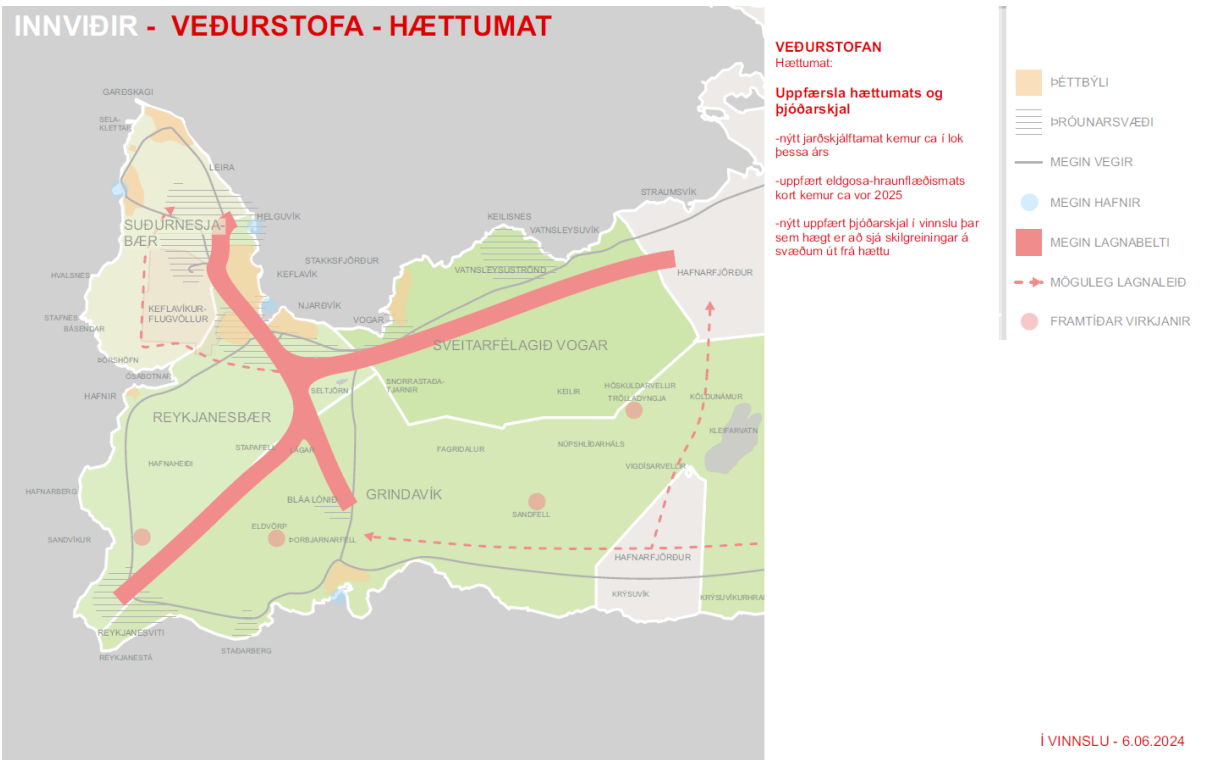 INNVIÐIR - VEÐURSTOFA - HÆTTUMAT
GARÐSKAGI
SELA-
KLETTAR
LEIRA
HELGUVÍK
SUÐURNESJA-
BÆR
STAKKSFJÖRÐUR
KEFLAVÍK
HVALSNES
NJARÐVÍK
KEFLAVÍKUR-
FLUGVÖLLUR
STAFNES
BÁSENDAR
VOGAR
ÞÓRSHÖFN
ÓSABOTNAR
HAFNIR
KEILISNES
VATNSLEYSUVÍK
STRAUMSVÍK
VATNSLEYSUSTRÖND
HAFNARFJÖRÐUR
SVEITARFÉLAGIÐ VOGAR
SELTJÖRN
SNORRASTAÐA-
TJARNIR
KEILIR
HÖSKULDARVELLIR
TRÖLLADYNGJA
KÖLDUNÁMUR
REYKJANESBÆR
KLEIFARVATN
STAPAFELL
LÁGAR
FAGRIDALUR
NÚPSHLÍÐARHÁLS
HAFNAHEIÐI
VIGDÍSARVELLIR
HAFNARBERG
BLÁA LÓNIÐ
GRINDAVÍK
SANDFELL
ELDVÖRP
SANDVÍKUR
ÞORBJARNARFELL
HAFNARFJÖRÐUR
KRÝSUVÍK
KRÝSUVÍKURHRA
REYKJANESVITI
REYKJANESTÁ
STAÐARBERG
VEÐURSTOFAN
Hættumat:
Uppfærsla hættumats og
þjóðarskjal
-nýtt jarðskjálftamat kemur ca í lok
þessa árs
-uppfært eldgosa-hraunflæðismats
kort kemur ca vor 2025
-nýtt uppfært þjóðarskjal í vinnslu þar
sem hægt er að sjá skilgreiningar á
svæðum út frá hættu
ÞÉTTBÝLI
ÞRÓUNARSVÆÐI
MEGIN VEGIR
MEGIN HAFNIR
MEGIN LAGNABELTI
MÖGULEG LAGNALEIÐ
FRAMTÍÐAR VIRKJANIR
Í VINNSLU - 6.06.2024